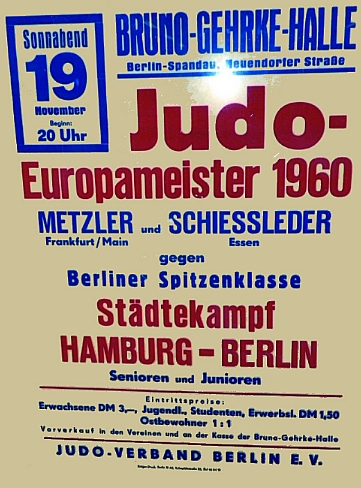 Sonnabend
19
November
Beginn:
20 Uhr
BRUNO-GEHRKE-HALLE
Berlin-Spandau, Neuendorfer Straße
Judo-
Europameister 1960
METZLER und SCHIESSLEDER
Frankfurt/Main Essen
gegen
Berliner Spitzenklasse
Städtekampf
HAMBURG - BERLIN
Senioren und Junioren
Eintrittspreise:
Erwachsene DM 3,—, Jugendl., Studenten, Erwerbsl. DM 1,50
Ostbewohner 1:1
Vorverkauf in den Vereinen und an der Kasse der Bruno-Gehrke-Halle
JUDO-VERBAND BERLIN E. V.